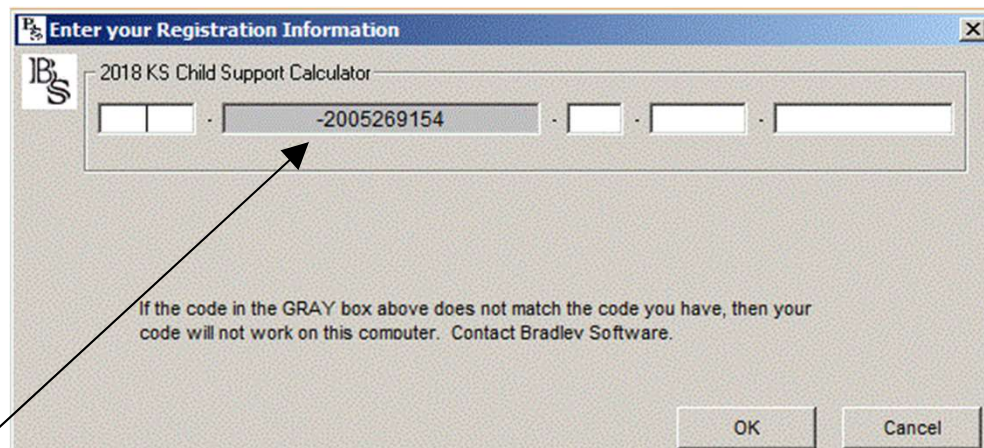 Enter your Registration Information
BS
2018 KS Child Support Calculator
- -2005269154 - - -
If the code in the GRAY box above does not match the code you have, then your
code will not work on this computer. Contact Bradley Software.
OK Cancel